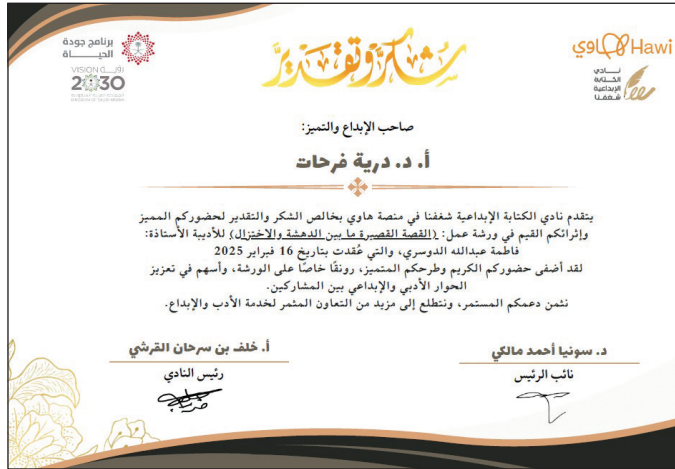 برنامج جودة
الحيـــاة
VISION رؤيـــة
2030
هاوي Hawi
نـــادي
الكتابة
الإبداعية
شغفنا
شكر وتقدير
صاحب الإبداع والتميز:
أ. د. درية فرحات
يتقدم نادي الكتابة الإبداعية شغفنا في منصة هاوي بخالص الشكر والتقدير لحضوركم المميز
وإثرائكم القيم في ورشة عمل: (القصة القصيرة ما بين الدهشة والاختزال) للأديبة الأستاذة:
فاطمة عبدالله الدوسري، والتي عُقدت بتاريخ 16 فبراير 2025
لقد أضفى حضوركم الكريم وطرحكم المتميز، رونقًا خاصًا على الورشة، وأسهم في تعزيز
الحوار الأدبي والإبداعي بين المشاركين.
نثمن دعمكم المستمر، ونتطلع إلى مزيد من التعاون المثمر لخدمة الأدب والإبداع.
أ. خلف بن سرحان القرشي
رئيس النادي
د. سونيا أحمد مالكي
نائب الرئيس